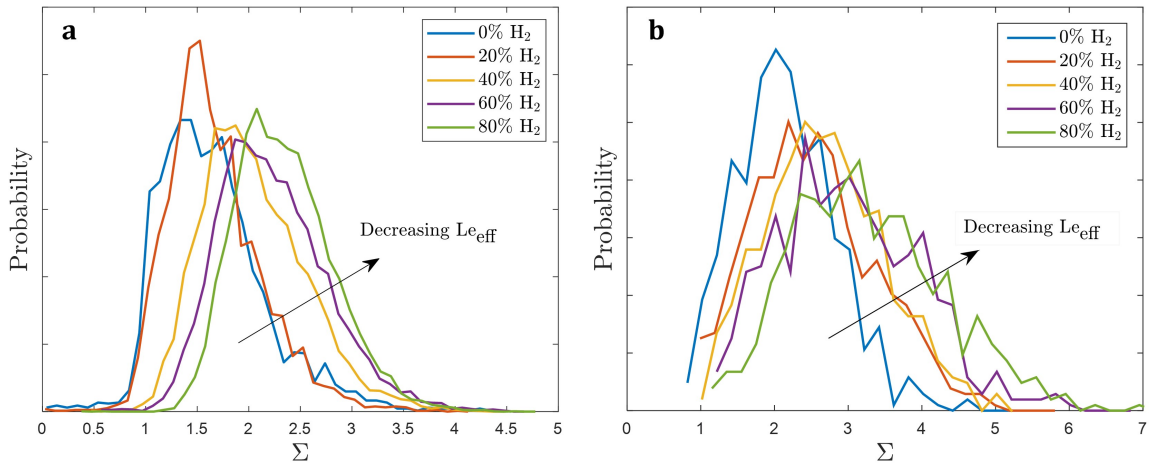 a
0% H₂
20% H₂
40% H₂
60% H₂
80% H₂
Decreasing Le_eff
Probability
0 0.5 1 1.5 2 2.5 3 3.5 4 4.5 5
Σ
b
0% H₂
20% H₂
40% H₂
60% H₂
80% H₂
Decreasing Le_eff
Probability
0 1 2 3 4 5 6 7
Σ